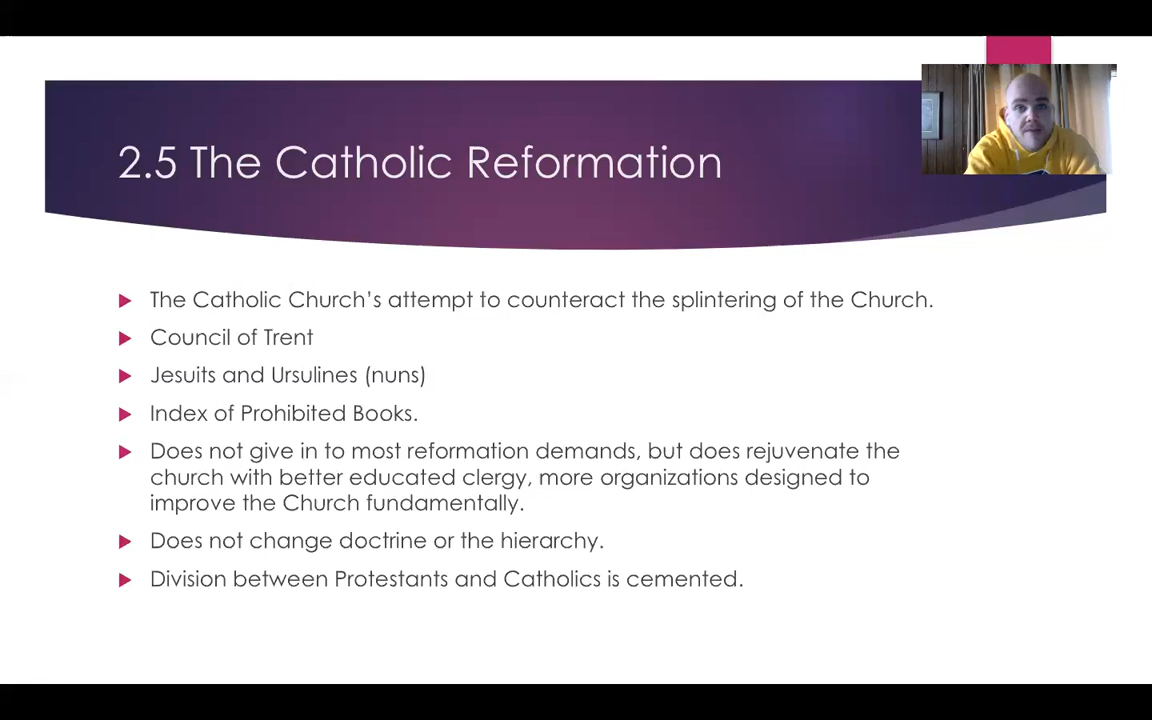 2.5 The Catholic Reformation
The Catholic Church's attempt to counteract the splintering of the Church.
Council of Trent
Jesuits and Ursulines (nuns)
Index of Prohibited Books.
Does not give in to most reformation demands, but does rejuvenate the
church with better educated clergy, more organizations designed to
improve the Church fundamentally.
Does not change doctrine or the hierarchy.
Division between Protestants and Catholics is cemented.